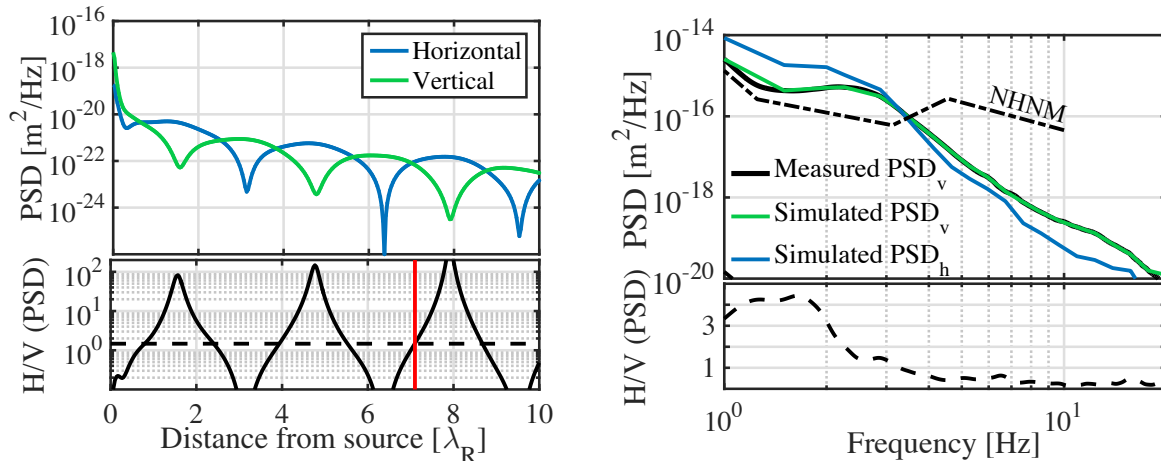 10^-16
10^-18
10^-20
10^-22
10^-24
PSD [m^2/Hz]
Horizontal
Vertical
10^2
10^1
10^0
H/V (PSD)
0 2 4 6 8 10
Distance from source [λ_R]
10^-14
10^-16
10^-18
10^-20
PSD [m^2/Hz]
NHNM
Measured PSD_v
Simulated PSD_v
Simulated PSD_h
3
1
H/V (PSD)
10^0 10^1
Frequency [Hz]